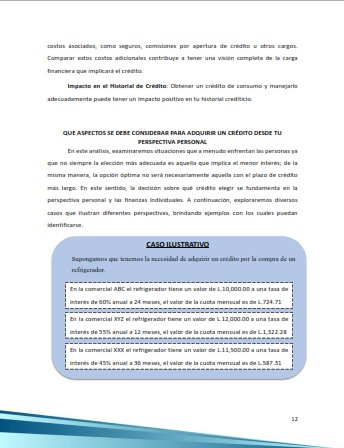 costos asociados, como seguros, comisiones por apertura de crédito u otros cargos.
Comparar estos costos adicionales contribuye a tener una visión completa de la carga
financiera que implicará el crédito.
Impacto en el Historial de Crédito: Obtener un crédito de consumo y manejarlo
adecuadamente puede tener un impacto positivo en tu historial crediticio.
QUE ASPECTOS SE DEBE CONSIDERAR PARA ADQUIRIR UN CRÉDITO DESDE TU
PERSPECTIVA PERSONAL
En este análisis, examinaremos situaciones que a menudo enfrentan las personas ya
que no siempre la elección más adecuada es aquella que implica el menor interés; de la
misma manera, la opción óptima no será necesariamente aquella con el plazo de crédito
más largo. En este sentido, la decisión sobre qué crédito elegir se fundamenta en la
perspectiva personal y las finanzas individuales. A continuación, exploraremos diversos
casos que ilustran diferentes perspectivas, brindando ejemplos con los cuales puedan
identificarse.
CASO ILUSTRATIVO
Supongamos que tenemos la necesidad de adquirir un crédito por la compra de un
refrigerador.
En la comercial ABC el refrigerador tiene un valor de L.10,000.00 a una tasa de
interés de 60% anual a 24 meses, el valor de la cuota mensual es de L.724.71
En la comercial XYZ el refrigerador tiene un valor de L.12,000.00 a una tasa de
interés de 55% anual a 12 meses, el valor de la cuota mensual es de L.1,322.28
En la comercial XXX el refrigerador tiene un valor de L.11,500.00 a una tasa de
interés de 45% anual a 36 meses, el valor de la cuota mensual es de L.587.31
12